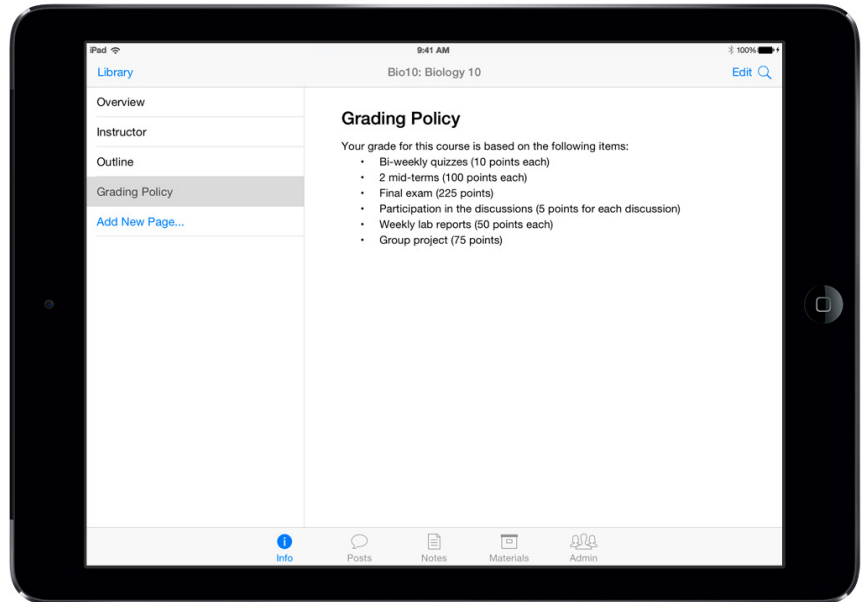 iPad 9:41 AM 100%
Library Bio10: Biology 10 Edit
Overview
Instructor
Outline
Grading Policy
Add New Page...
Grading Policy
Your grade for this course is based on the following items:
• Bi-weekly quizzes (10 points each)
• 2 mid-terms (100 points each)
• Final exam (225 points)
• Participation in the discussions (5 points for each discussion)
• Weekly lab reports (50 points each)
• Group project (75 points)
Info Posts Notes Materials Admin